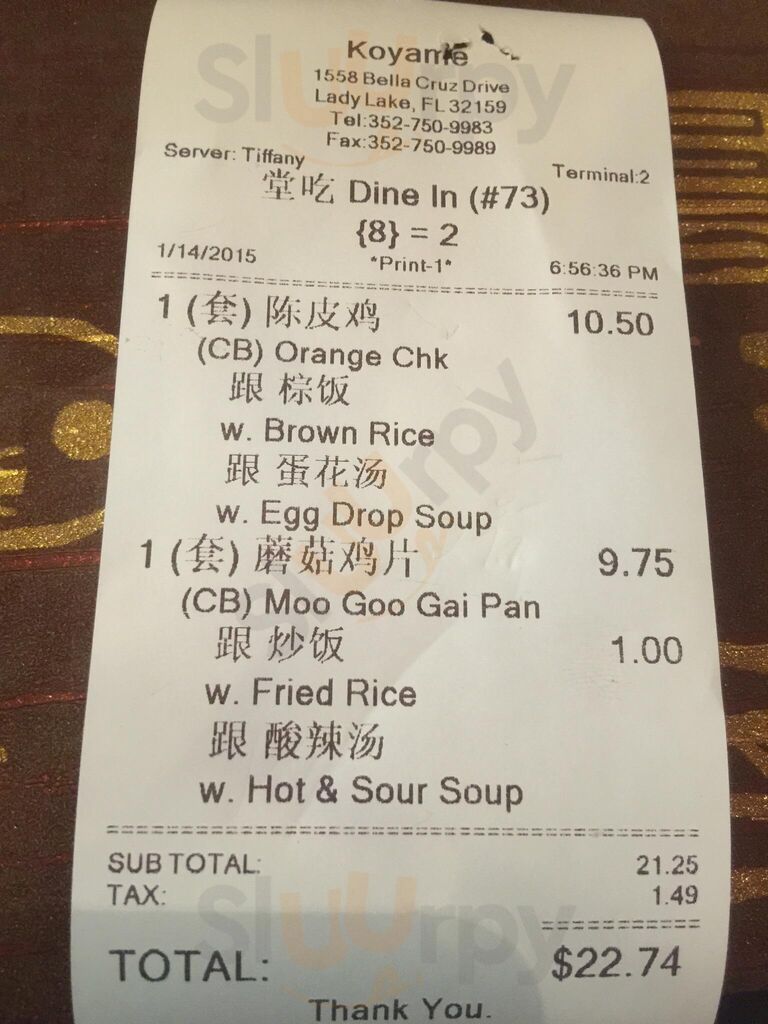 Koyame
1558 Bella Cruz Drive
Lady Lake, FL 32159
Tel:352-750-9983
Fax:352-750-9989
Server: Tiffany Terminal:2
堂吃 Dine In (#73)
{8} = 2
1/14/2015 *Print-1* 6:56:36 PM
1 (套) 陈皮鸡 10.50
(CB) Orange Chk
跟 棕饭
w. Brown Rice
跟 蛋花汤
w. Egg Drop Soup
1 (套) 蘑菇鸡片 9.75
(CB) Moo Goo Gai Pan
跟 炒饭 1.00
w. Fried Rice
跟 酸辣汤
w. Hot & Sour Soup
SUB TOTAL: 21.25
TAX: 1.49
TOTAL: $22.74
Thank You.
Slurpy
Slurpy
Slurpy